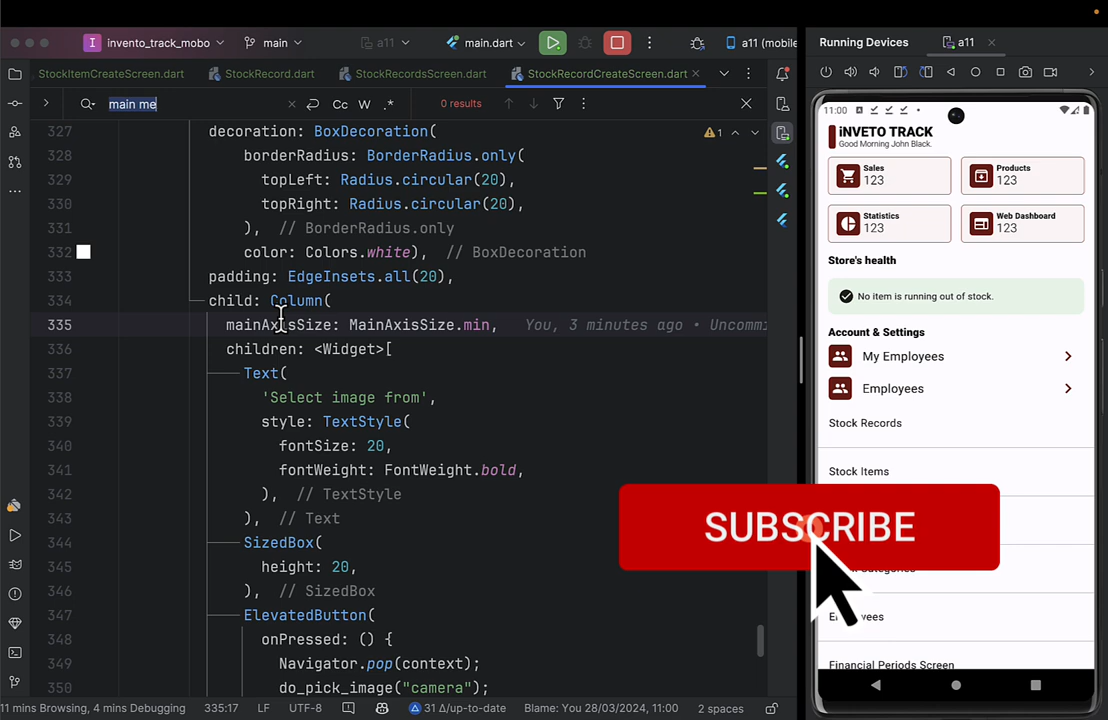 invento_track_mobo
main
a11
main.dart
a11 (mobile
Running Devices
a11
StockItemCreateScreen.dart
StockRecord.dart
StockRecordsScreen.dart
StockRecordCreateScreen.dart
main me
Cc
W
.*
0 results
327 decoration: BoxDecoration(
1
328 borderRadius: BorderRadius.only(
329 topLeft: Radius.circular(20),
330 topRight: Radius.circular(20),
331 ), // BorderRadius.only
332 color: Colors.white), // BoxDecoration
333 padding: EdgeInsets.all(20),
334 child: Column(
335 mainAxisSize: MainAxisSize.min, You, 3 minutes ago • Uncommi
336 children: <Widget>[
337 Text(
338 'Select image from',
339 style: TextStyle(
340 fontSize: 20,
341 fontWeight: FontWeight.bold,
342 ), // TextStyle
343 ), // Text
344 SizedBox(
345 height: 20,
346 ), // SizedBox
347 ElevatedButton(
348 onPressed: () {
349 Navigator.pop(context);
350 do_pick_image("camera");
11 mins Browsing, 4 mins Debugging
335:17
LF
UTF-8
31 Δ/up-to-date
Blame: You 28/03/2024, 11:00
2 spaces
11:00
iNVETO TRACK
Good Morning John Black.
Sales
123
Products
123
Statistics
123
Web Dashboard
123
Store's health
No item is running out of stock.
Account & Settings
My Employees
Employees
Stock Records
Stock Items
SUBSCRIBE
Financial Periods Screen